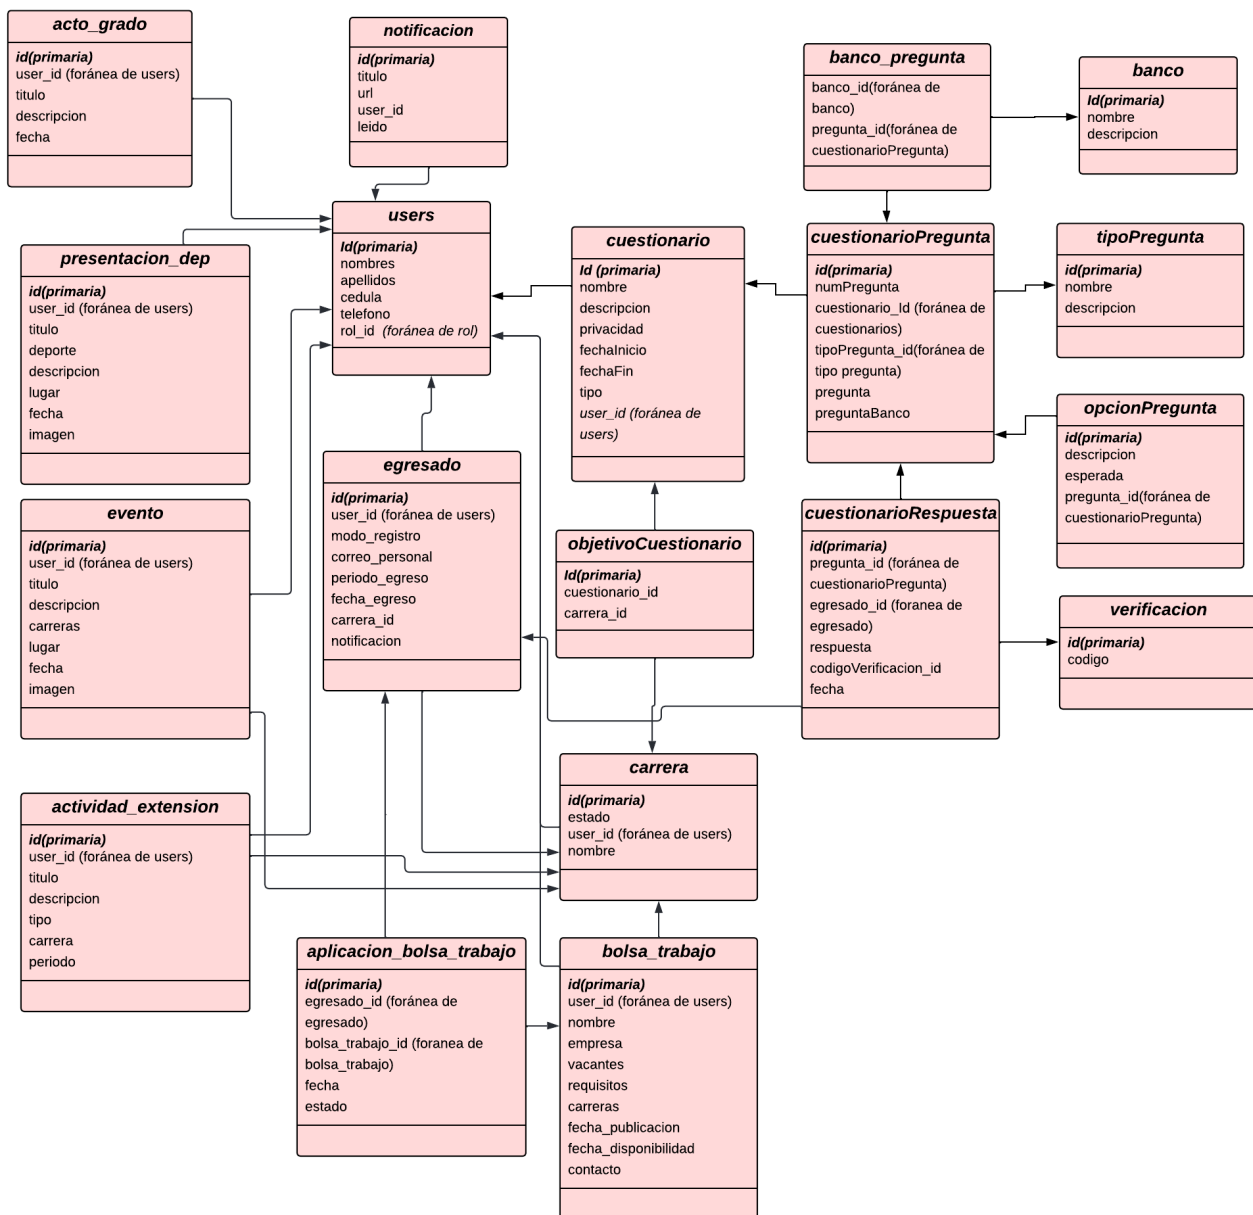 acto_grado
id(primaria)
user_id (foránea de users)
titulo
descripcion
fecha
notificacion
id(primaria)
titulo
url
user_id
leido
banco_pregunta
banco_id(foránea de
banco)
pregunta_id(foránea de
cuestionarioPregunta)
banco
Id(primaria)
nombre
descripcion
users
Id(primaria)
nombres
apellidos
cedula
telefono
rol_id (foránea de rol)
presentacion_dep
id(primaria)
user_id (foránea de users)
titulo
deporte
descripcion
lugar
fecha
imagen
cuestionario
Id (primaria)
nombre
descripcion
privacidad
fechaInicio
fechaFin
tipo
user_id (foránea de
users)
cuestionarioPregunta
id(primaria)
numPregunta
cuestionario_Id (foránea de
cuestionarios)
tipoPregunta_id(foránea de
tipo pregunta)
pregunta
preguntaBanco
tipoPregunta
id(primaria)
nombre
descripcion
opcionPregunta
id(primaria)
descripcion
esperada
pregunta_id(foránea de
cuestionarioPregunta)
egresado
id(primaria)
user_id (foránea de users)
modo_registro
correo_personal
periodo_egreso
fecha_egreso
carrera_id
notificacion
evento
id(primaria)
user_id (foránea de users)
titulo
descripcion
carreras
lugar
fecha
imagen
objetivoCuestionario
Id(primaria)
cuestionario_id
carrera_id
cuestionarioRespuesta
id(primaria)
pregunta_id (foránea de
cuestionarioPregunta)
egresado_id (foranea de
egresado)
respuesta
codigoVerificacion_id
fecha
verificacion
id(primaria)
codigo
carrera
id(primaria)
estado
user_id (foránea de users)
nombre
actividad_extension
id(primaria)
user_id (foránea de users)
titulo
descripcion
tipo
carrera
periodo
aplicacion_bolsa_trabajo
id(primaria)
egresado_id (foránea de
egresado)
bolsa_trabajo_id (foranea de
bolsa_trabajo)
fecha
estado
bolsa_trabajo
id(primaria)
user_id (foránea de users)
nombre
empresa
vacantes
requisitos
carreras
fecha_publicacion
fecha_disponibilidad
contacto